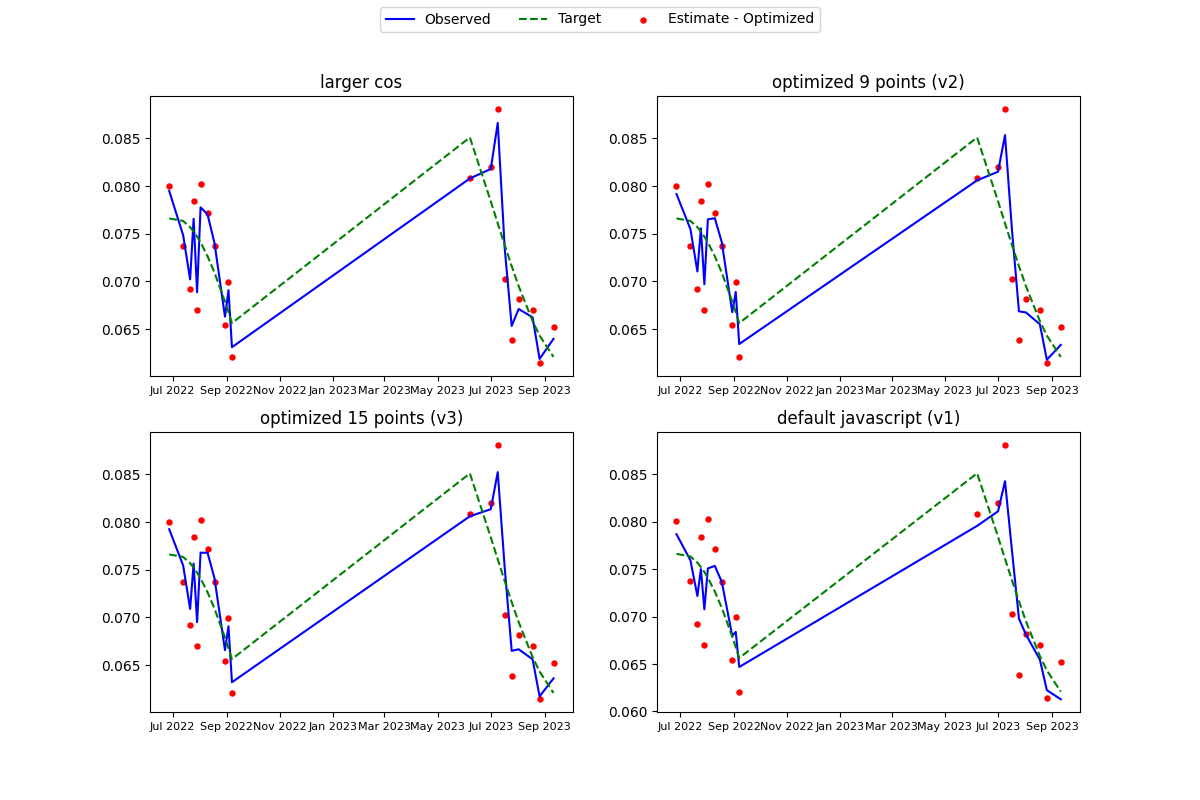 Observed Target Estimate - Optimized
larger cos
0.085
0.080
0.075
0.070
0.065
Jul 2022 Sep 2022 Nov 2022 Jan 2023 Mar 2023 May 2023 Jul 2023 Sep 2023
optimized 9 points (v2)
0.085
0.080
0.075
0.070
0.065
Jul 2022 Sep 2022 Nov 2022 Jan 2023 Mar 2023 May 2023 Jul 2023 Sep 2023
optimized 15 points (v3)
0.085
0.080
0.075
0.070
0.065
Jul 2022 Sep 2022 Nov 2022 Jan 2023 Mar 2023 May 2023 Jul 2023 Sep 2023
default javascript (v1)
0.085
0.080
0.075
0.070
0.065
0.060
Jul 2022 Sep 2022 Nov 2022 Jan 2023 Mar 2023 May 2023 Jul 2023 Sep 2023